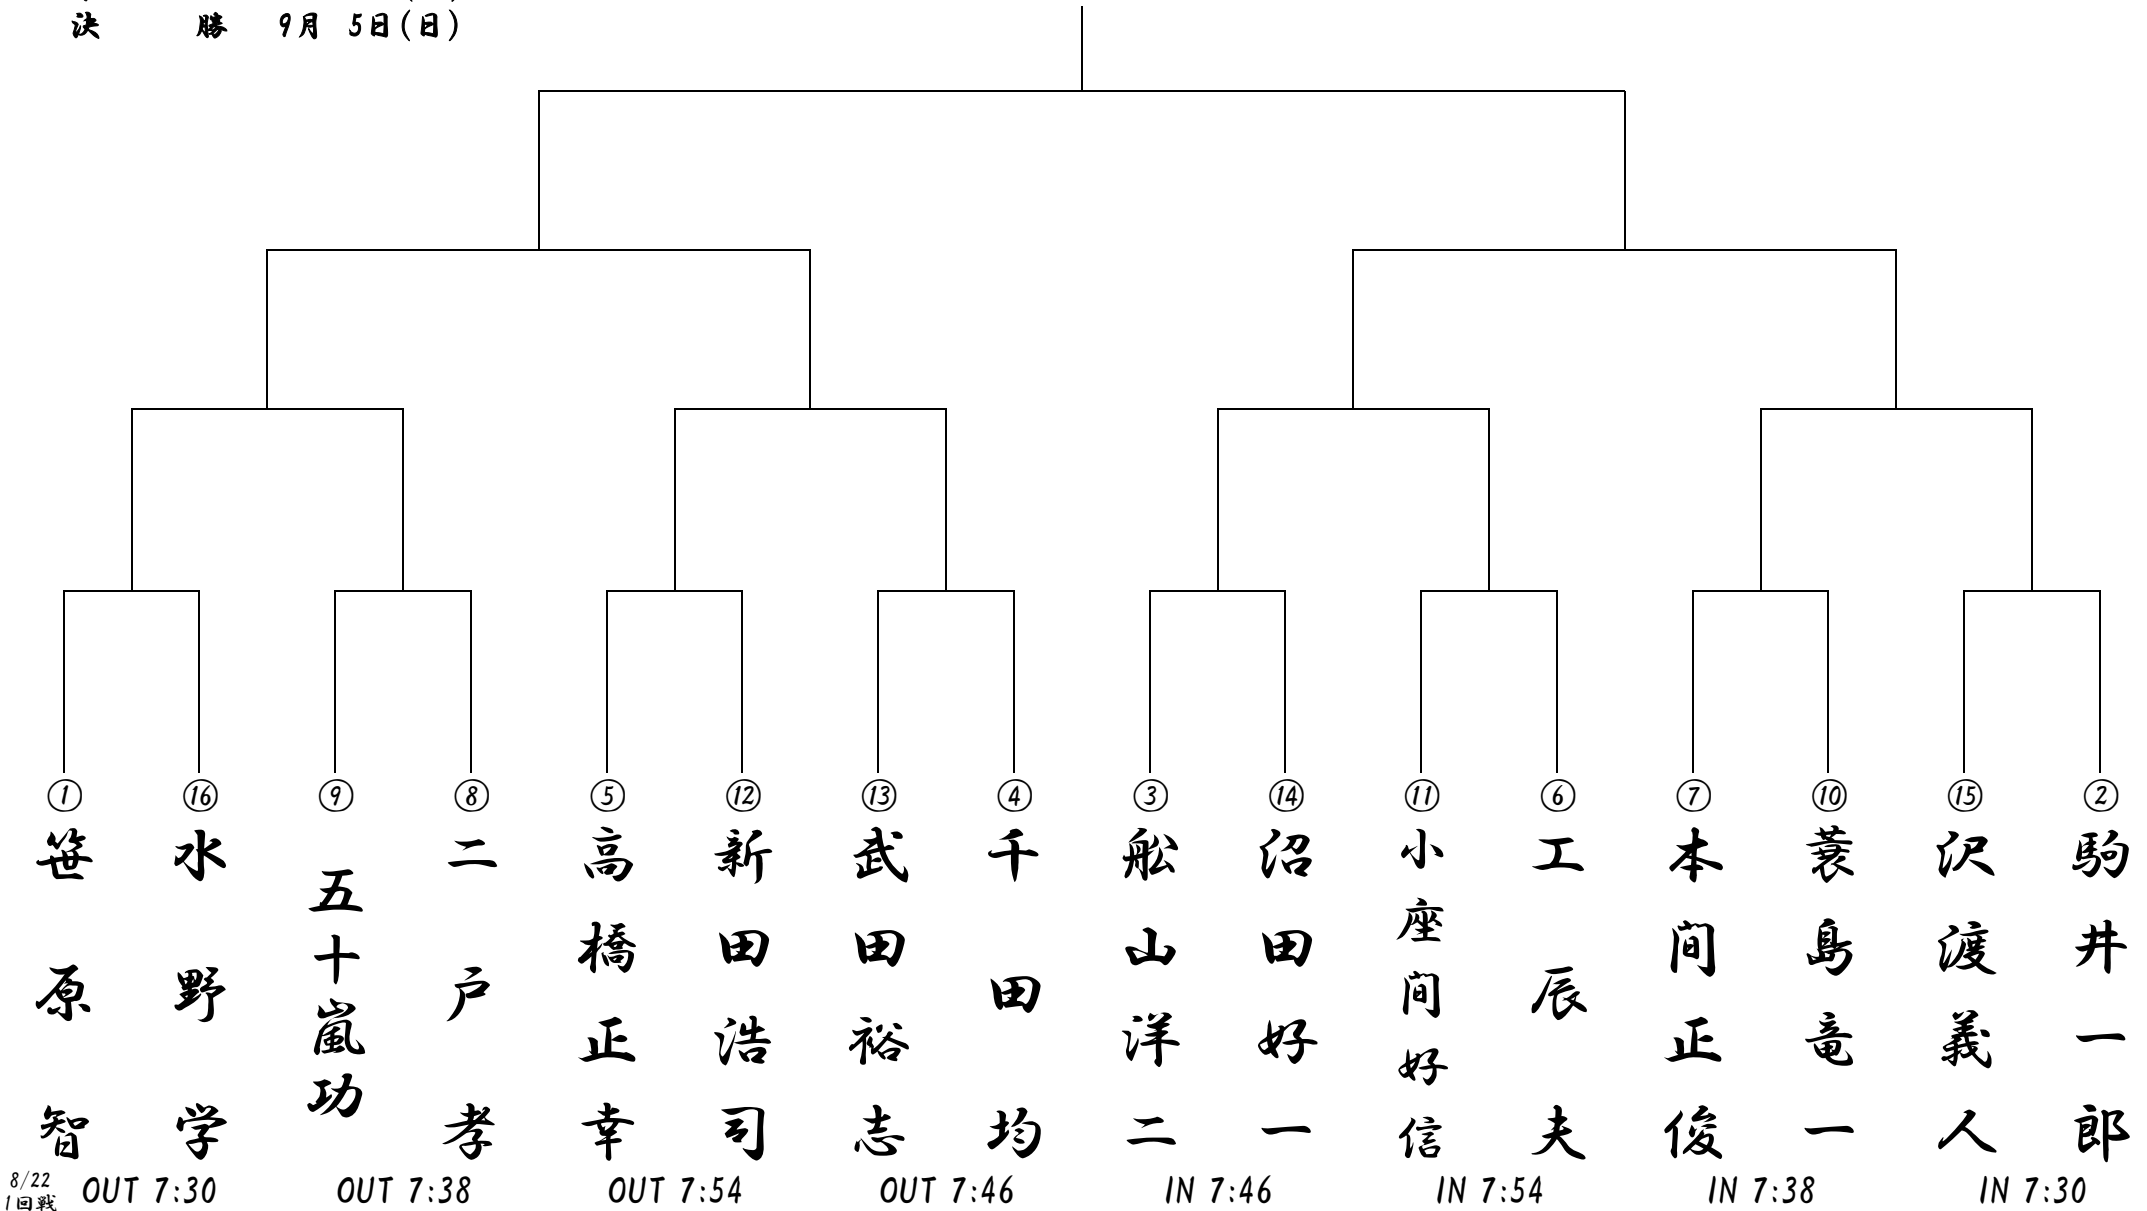 決 勝 9月 5日(日)
① 笹原智
⑯ 水野学
⑨ 五十嵐功
⑧ 二戸孝
⑤ 高橋正幸
⑫ 新田浩司
⑬ 武田裕志
④ 千田均
③ 舩山洋二
⑭ 沼田好一
⑪ 小座間好信
⑥ 工辰夫
⑦ 本間正俊
⑩ 蓑島竜一
⑮ 沢渡義人
② 駒井一郎
8/22
1回戦
OUT 7:30
OUT 7:38
OUT 7:54
OUT 7:46
IN 7:46
IN 7:54
IN 7:38
IN 7:30